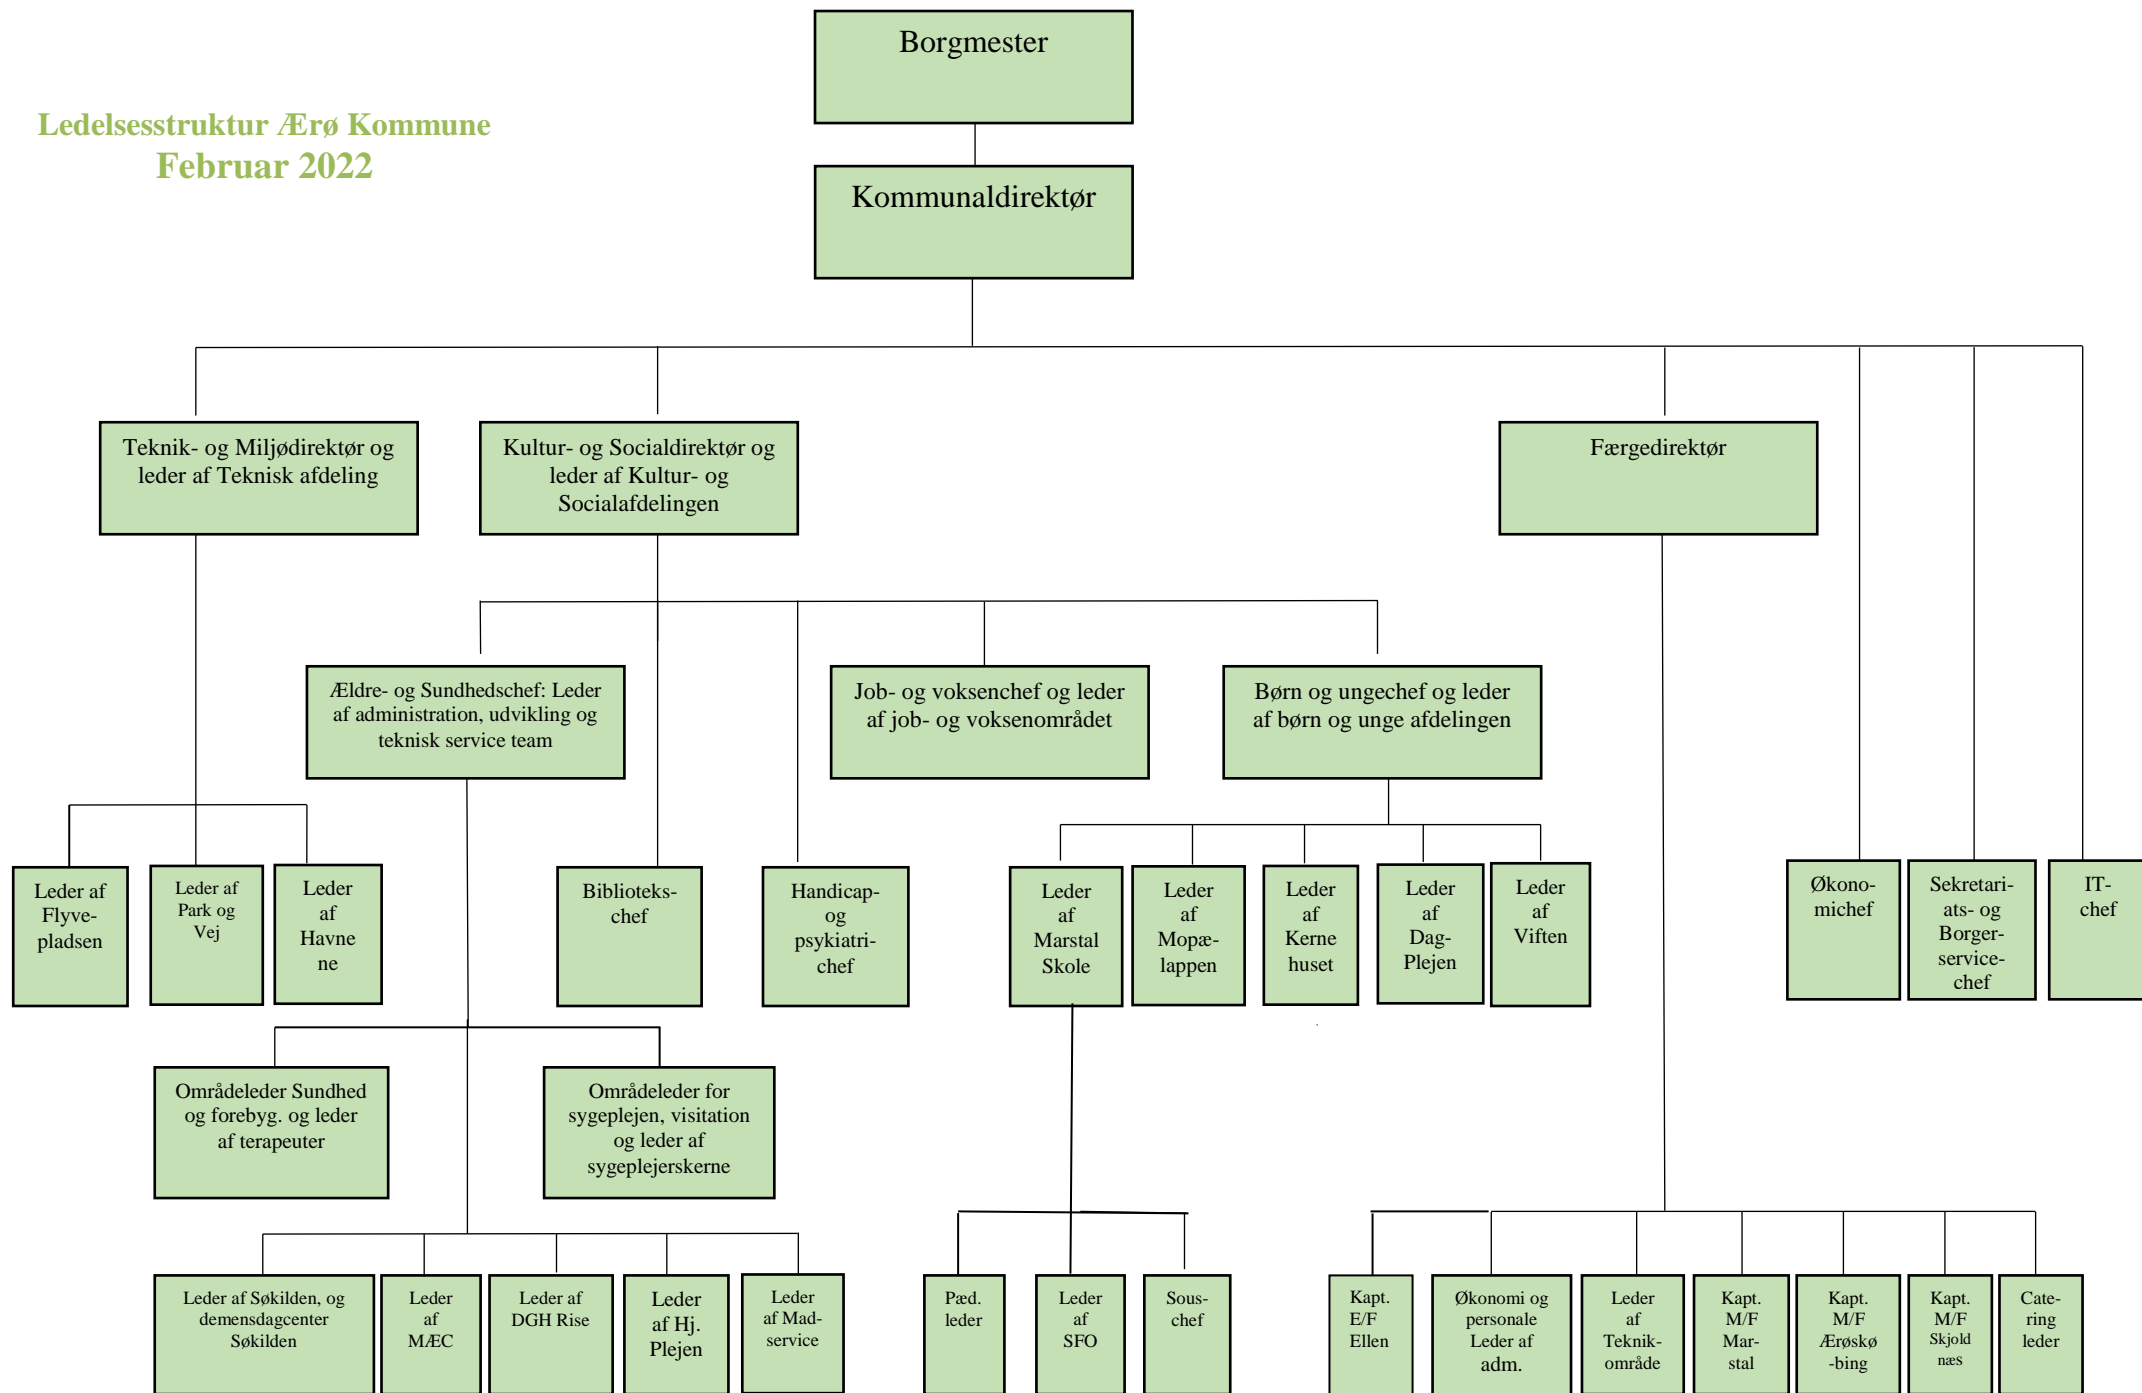 Borgmester
Ledelsesstruktur Ærø Kommune
Februar 2022
Kommunaldirektør
Teknik- og Miljødirektør og
leder af Teknisk afdeling
Kultur- og Socialdirektør og
leder af Kultur- og
Socialafdelingen
Færgedirektør
Ældre- og Sundhedschef: Leder
af administration, udvikling og
teknisk service team
Job- og voksenchef og leder
af job- og voksenområdet
Børn og ungechef og leder
af børn og unge afdelingen
Leder af
Flyve-
pladsen
Leder af
Park og
Vej
Leder
af
Havne
ne
Biblioteks-
chef
Handicap-
og
psykiatri-
chef
Leder
af
Marstal
Skole
Leder
af
Mopæ-
lappen
Leder
af
Kerne
huset
Leder
af
Dag-
Plejen
Leder
af
Viften
Økono-
michef
Sekretari-
ats- og
Borger-
service-
chef
IT-
chef
Områdeleder Sundhed
og forebyg. og leder
af terapeuter
Områdeleder for
sygeplejen, visitation
og leder af
sygeplejerskerne
Leder af Søkilden, og
demensdagcenter
Søkilden
Leder
af
MÆC
Leder af
DGH Rise
Leder
af Hj.
Plejen
Leder
af Mad-
service
Pæd.
leder
Leder
af
SFO
Sous-
chef
Kapt.
E/F
Ellen
Økonomi og
personale
Leder af
adm.
Leder
af
Teknik-
område
Kapt.
M/F
Mar-
stal
Kapt.
M/F
Ærøskø
-bing
Kapt.
M/F
Skjold
næs
Cate-
ring
leder